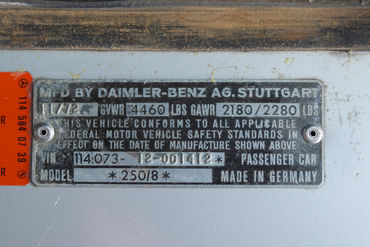 MFD BY DAIMLER-BENZ AG. STUTTGART
11/72* GVWR 4460 LBS GAWR 2180/2280 LBS
THIS VEHICLE CONFORMS TO ALL APPLICABLE
FEDERAL MOTOR VEHICLE SAFETY STANDARDS IN
EFFECT ON THE DATE OF MANUFACTURE SHOWN ABOVE
VIN: 114.073- 12-001412* PASSENGER CAR
MODEL *250/8* MADE IN GERMANY
114 584 07 39
R
R